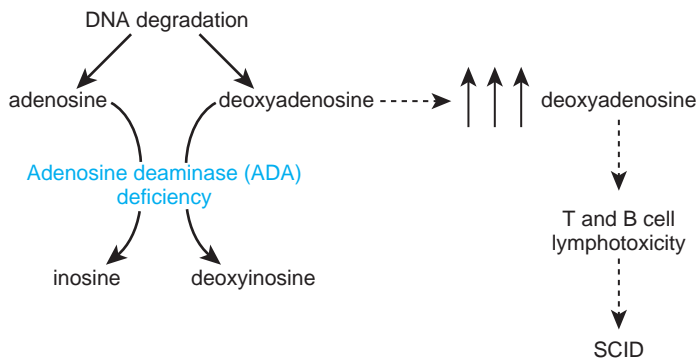 DNA degradation
adenosine
deoxyadenosine
deoxyadenosine
Adenosine deaminase (ADA)
deficiency
T and B cell
lymphotoxicity
inosine
deoxyinosine
SCID